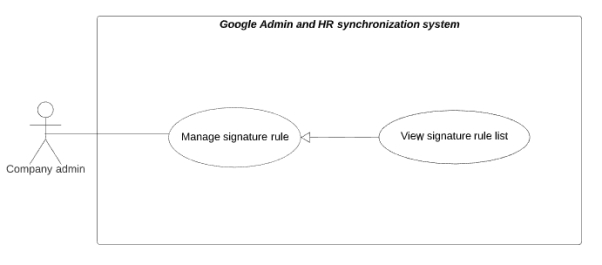 Google Admin and HR synchronization system
Manage signature rule
View signature rule list
Company admin